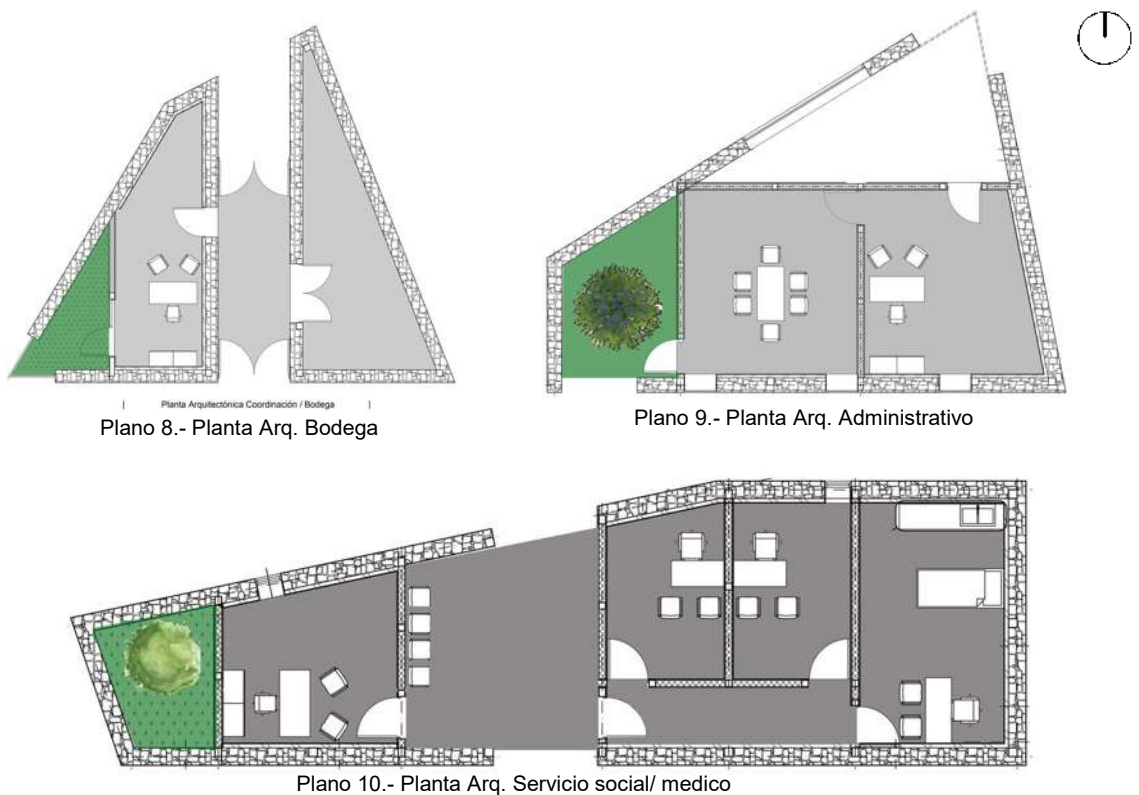 Planta Arquitectónica Coordinación / Bodega
Plano 8.- Planta Arq. Bodega
Plano 9.- Planta Arq. Administrativo
Plano 10.- Planta Arq. Servicio social/ medico